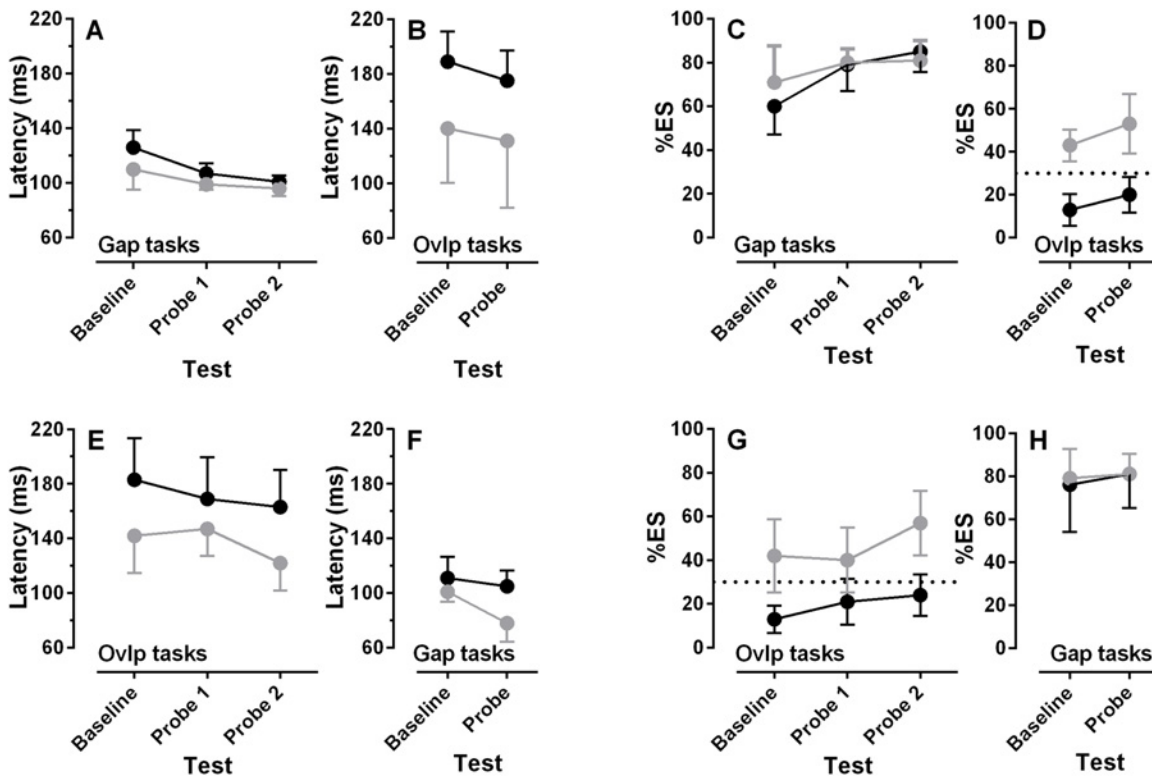 A
Latency (ms)
220
180
140
100
60
Gap tasks
Baseline
Probe 1
Probe 2
Test
B
Latency (ms)
220
180
140
100
60
Ovlp tasks
Baseline
Probe
Test
C
%ES
100
80
60
40
20
0
Gap tasks
Baseline
Probe 1
Probe 2
Test
D
%ES
100
80
60
40
20
0
Ovlp tasks
Baseline
Probe
Test
E
Latency (ms)
220
180
140
100
60
Ovlp tasks
Baseline
Probe 1
Probe 2
Test
F
Latency (ms)
220
180
140
100
60
Gap tasks
Baseline
Probe
Test
G
%ES
100
80
60
40
20
0
Ovlp tasks
Baseline
Probe 1
Probe 2
Test
H
%ES
100
80
60
40
20
0
Gap tasks
Baseline
Probe
Test